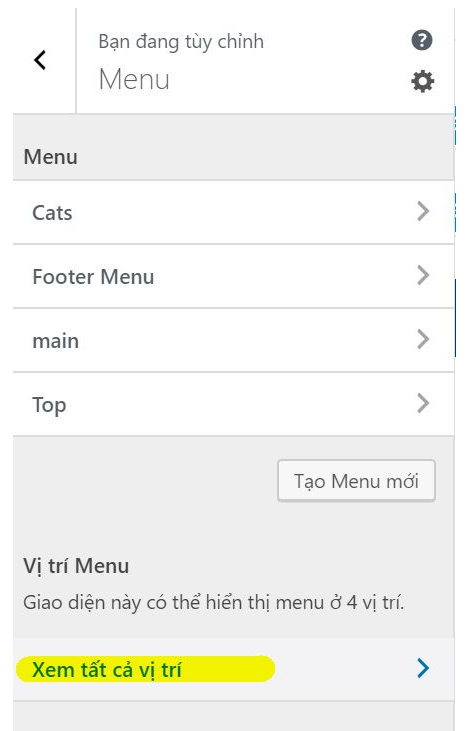 Bạn đang tùy chỉnh
Menu
Menu
Cats
Footer Menu
main
Top
Tạo Menu mới
Vị trí Menu
Giao diện này có thể hiển thị menu ở 4 vị trí.
Xem tất cả vị trí